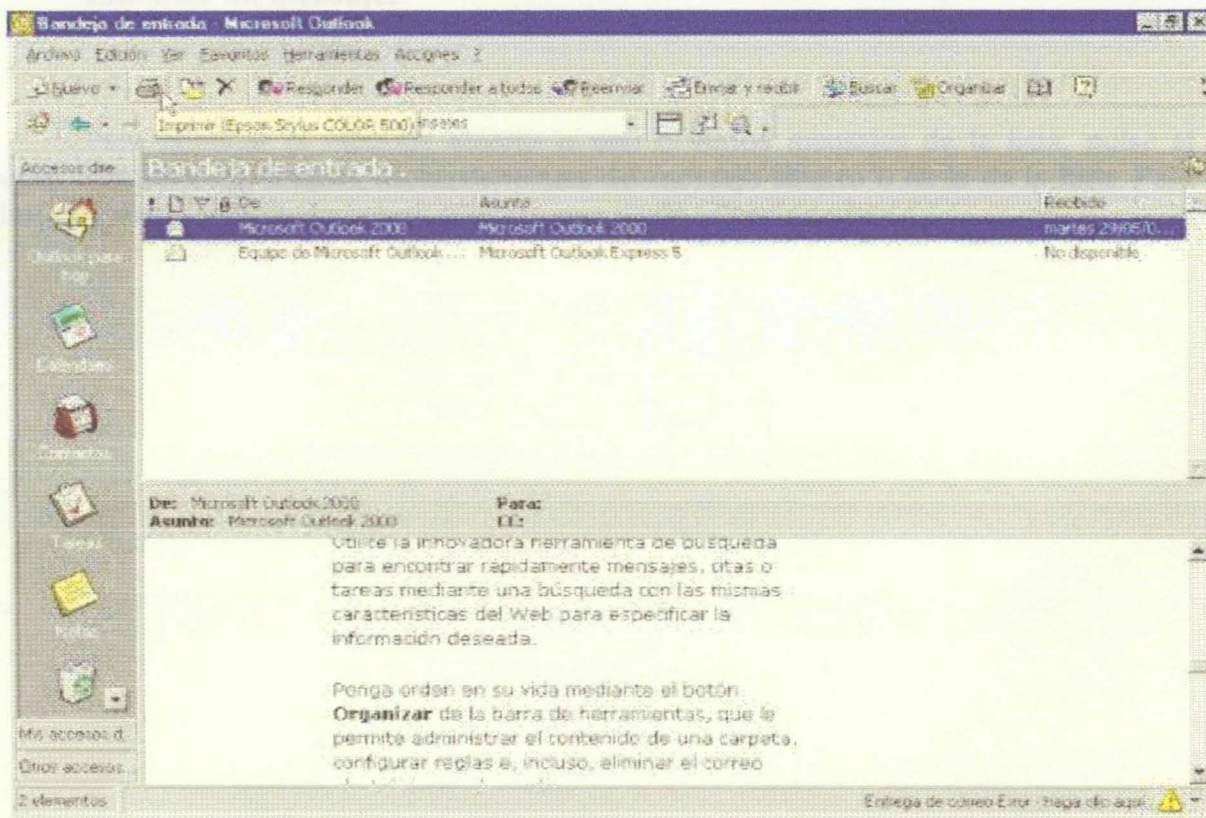 Bandeja de entrada - Microsoft Outlook
Archivo Edición Ver Favoritos Herramientas Acciones ?
Nuevo Responder Responder a todos Reenviar Enviar y recibir Buscar Organizar
Imprimir (Epson Stylus COLOR 500)
Accesos dire
Bandeja de entrada .
! De Asunto Recibido
Microsoft Outlook 2000 Microsoft Outlook 2000 martes 29/06/0...
Equipo de Microsoft Outlook ... Microsoft Outlook Express 5 No disponible
Outlook para hoy
Calendario
Contactos
Tareas
Notas
De: Microsoft Outlook 2000 Para:
Asunto: Microsoft Outlook 2000 CC:
Utilice la innovadora herramienta de búsqueda
para encontrar rápidamente mensajes, citas o
tareas mediante una búsqueda con las mismas
características del Web para especificar la
información deseada.
Ponga orden en su vida mediante el botón
Organizar de la barra de herramientas, que le
permite administrar el contenido de una carpeta,
configurar reglas e, incluso, eliminar el correo
Mis accesos d
Otros accesos
2 elementos
Entrega de correo Error - haga clic aquí